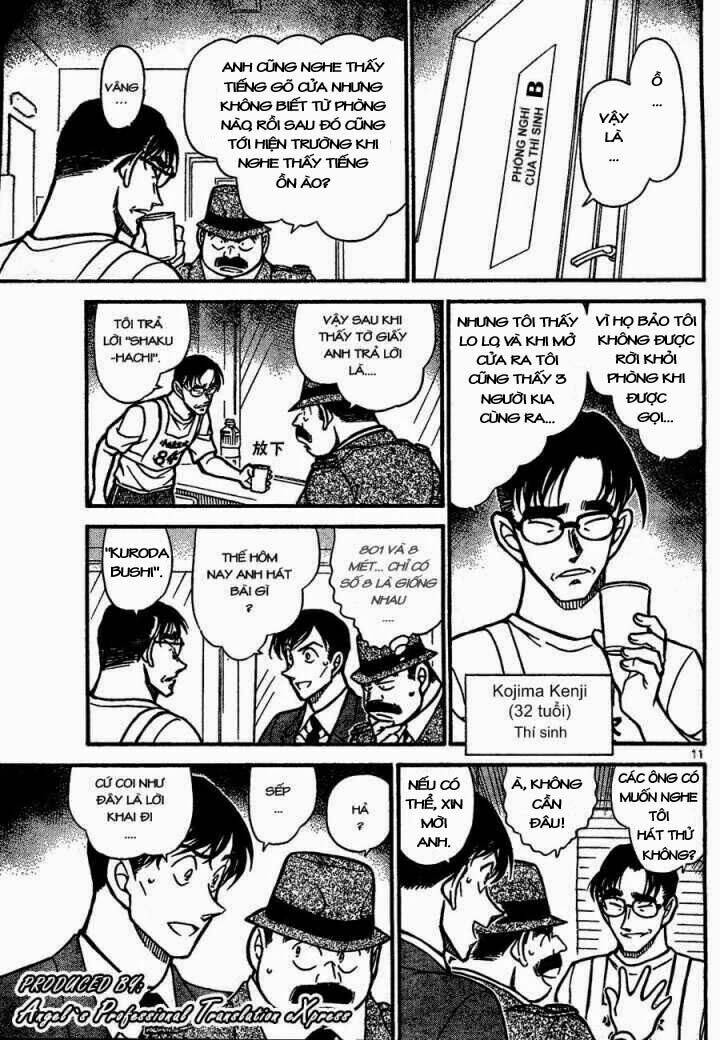 Ồ
...
VẬY
LÀ
...
PHÒNG NGHỈ
CỦA THÍ SINH
B
ANH CŨNG NGHE THẤY
TIẾNG GÕ CỬA NHƯNG
KHÔNG BIẾT TỪ PHÒNG
NÀO, RỒI SAU ĐÓ CŨNG
TỚI HIỆN TRƯỜNG KHI
NGHE THẤY TIẾNG
ỒN ÀO?
VÂNG
...
VÌ HỌ BẢO TÔI
KHÔNG ĐƯỢC
RỜI KHỎI
PHÒNG KHI
ĐƯỢC
GỌI...
NHƯNG TÔI THẤY
LO LO, VÀ KHI MỞ
CỬA RA TÔI
CŨNG THẤY 3
NGƯỜI KIA
CÙNG RA...
Kojima Kenji
(32 tuổi)
Thí sinh
11
VẬY SAU KHI
THẤY TỜ GIẤY
ANH TRẢ LỜI
LÀ....
TÔI TRẢ
LỜI "SHAKU
-HACHI".
放下
84
801 VÀ 8
MÉT... CHỈ CÓ
SỐ 8 LÀ GIỐNG
NHAU
....
THẾ HÔM
NAY ANH HÁT
BÀI GÌ
?
"KURODA
BUSHI".
CÁC ÔNG CÓ
MUỐN NGHE
TÔI
HÁT THỬ
KHÔNG?
À, KHÔNG
CẦN
ĐÂU!
NẾU CÓ
THỂ, XIN
MỜI
ANH.
HẢ
?
SẾP
...
CỨ COI NHƯ
ĐÂY LÀ LỜI
KHAI ĐI
....
PRODUCED BY:
Angel`s Professional Translation eXpress